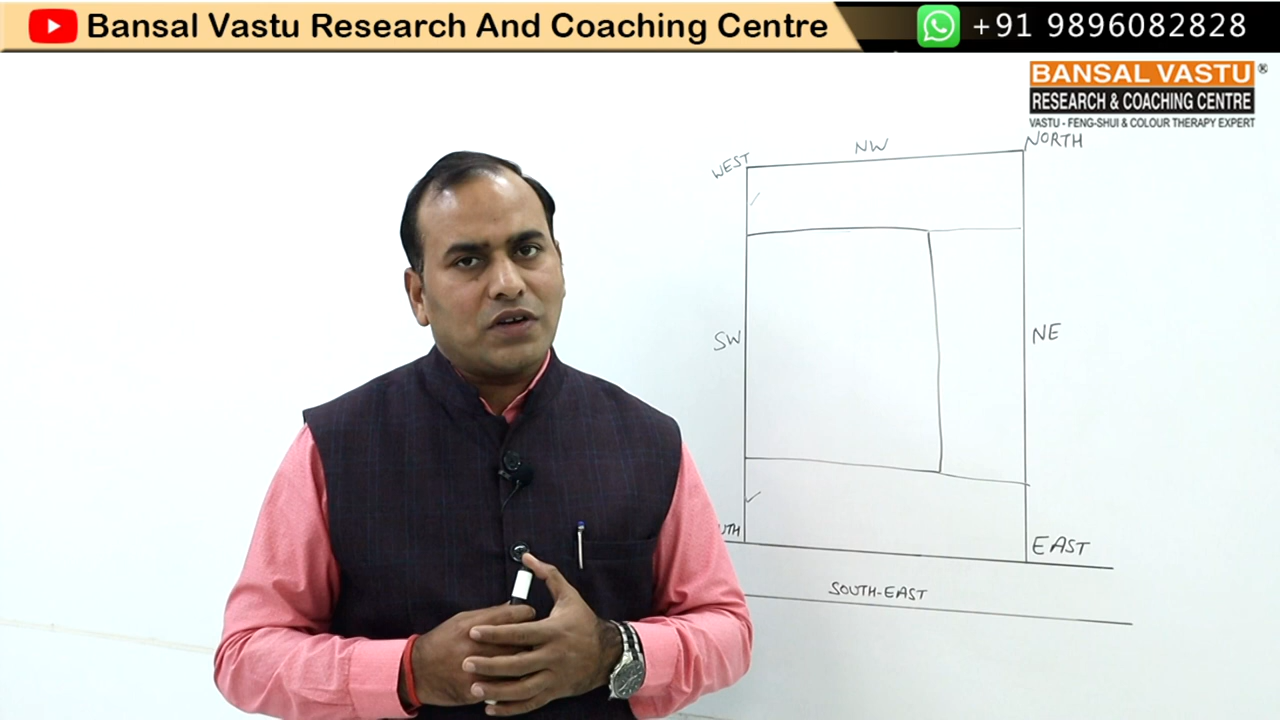 Bansal Vastu Research And Coaching Centre
+91 9896082828
BANSAL VASTU®
RESEARCH & COACHING CENTRE
VASTU - FENG-SHUI & COLOUR THERAPY EXPERT
WEST
NW
NORTH
SW
NE
EAST
SOUTH-EAST